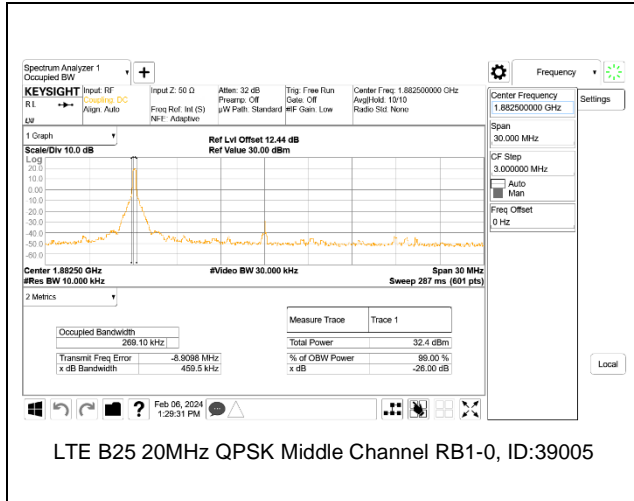 Spectrum Analyzer 1
Occupied BW
Frequency
KEYSIGHT
Input: RF
Coupling: DC
Align: Auto
Input Z: 50 Ω
Freq Ref: Int (S)
NFE: Adaptive
Atten: 32 dB
Preamp: Off
µW Path: Standard
Trig: Free Run
Gate: Off
#IF Gain: Low
Center Freq: 1.882500000 GHz
Avg|Hold: 10/10
Radio Std: None
Center Frequency
1.882500000 GHz
Settings
Span
30.000 MHz
CF Step
3.000000 MHz
Auto
Man
Freq Offset
0 Hz
1 Graph
Scale/Div 10.0 dB
Ref Lvl Offset 12.44 dB
Ref Value 30.00 dBm
Log
20.0
10.0
0.00
-10.0
-20.0
-30.0
-40.0
-50.0
-60.0
Center 1.88250 GHz
#Video BW 30.000 kHz
Span 30 MHz
#Res BW 10.000 kHz
Sweep 287 ms (601 pts)
2 Metrics
Measure Trace Trace 1
Occupied Bandwidth
269.10 kHz
Total Power 32.4 dBm
Transmit Freq Error -8.9098 MHz
% of OBW Power 99.00 %
x dB Bandwidth 459.5 kHz
x dB -26.00 dB
Local
Feb 06, 2024
1:29:31 PM
LTE B25 20MHz QPSK Middle Channel RB1-0, ID:39005